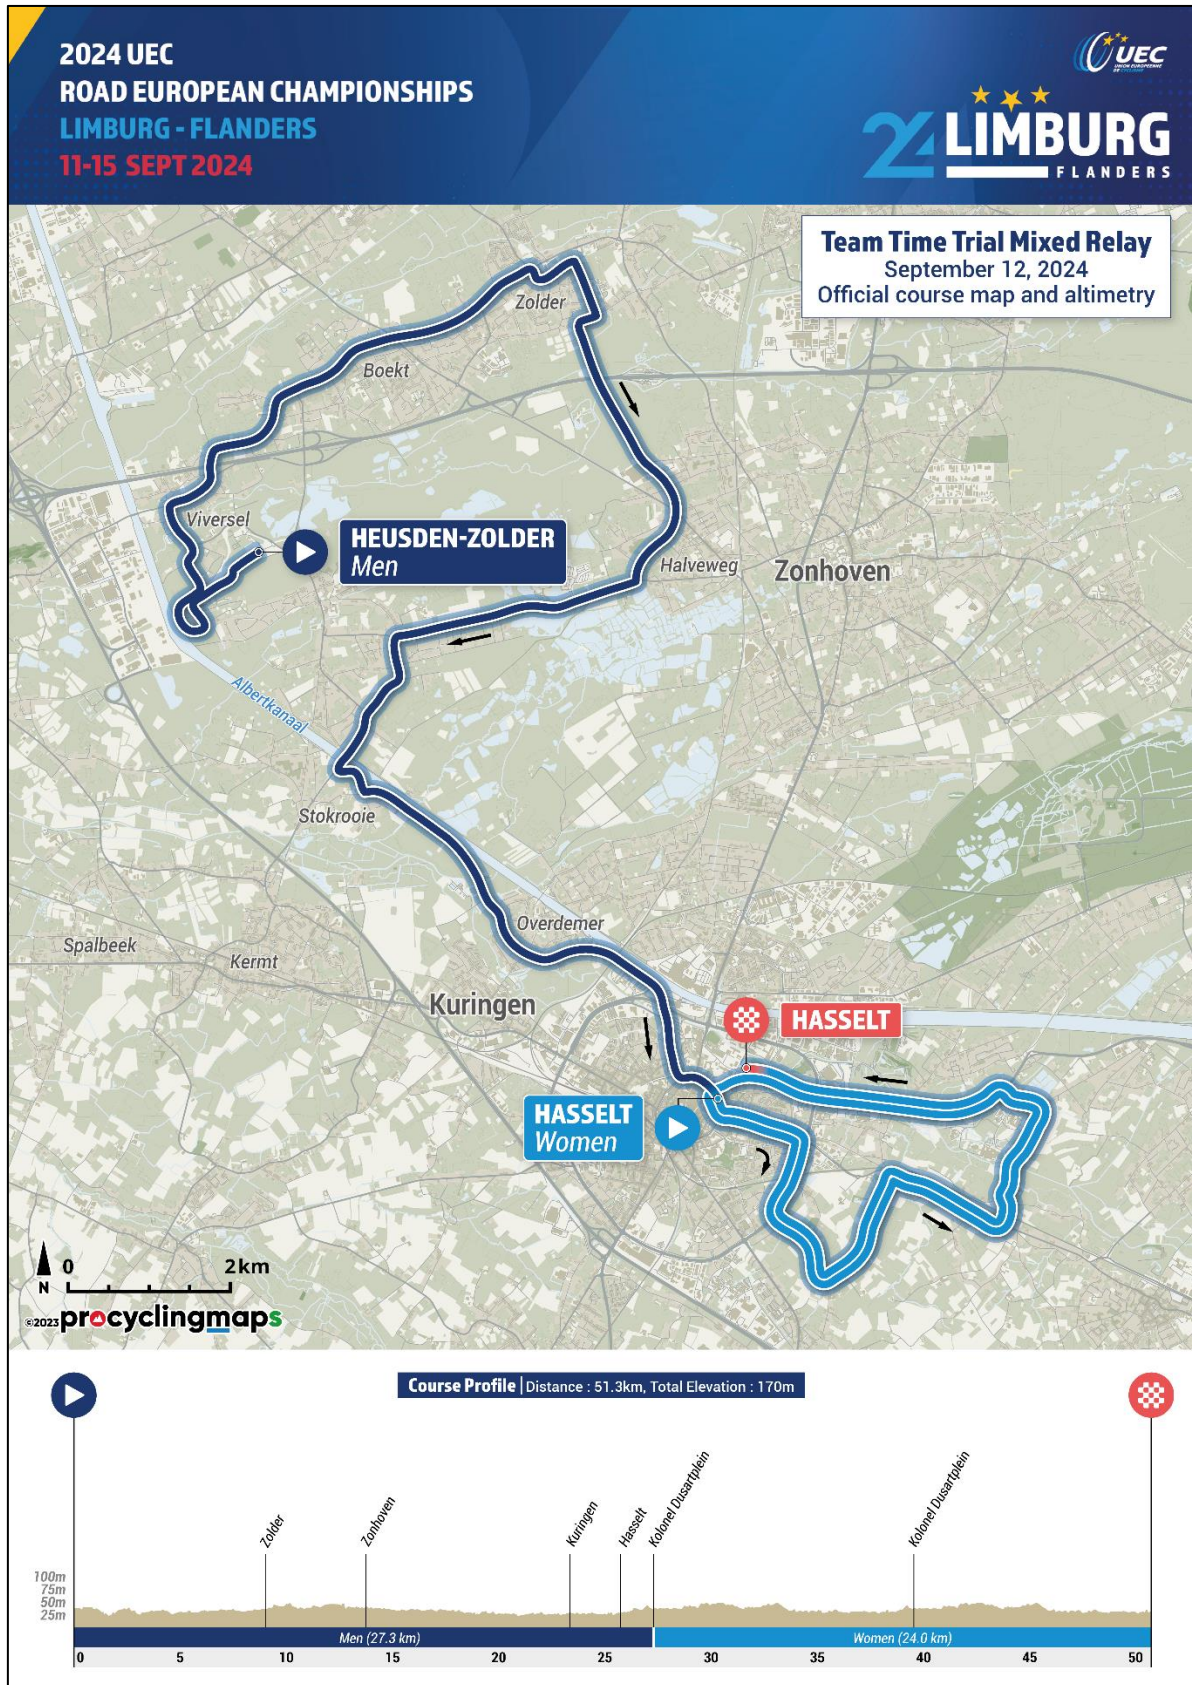 2024 UEC
ROAD EUROPEAN CHAMPIONSHIPS
LIMBURG - FLANDERS
11-15 SEPT 2024
UEC
UNION EUROPÉENNE
DE CYCLISME
24 LIMBURG
FLANDERS
Team Time Trial Mixed Relay
September 12, 2024
Official course map and altimetry
Zolder
Boekt
Viversel
HEUSDEN-ZOLDER
Men
Halveweg
Zonhoven
Albertkanaal
Stokrooie
Overdemer
Spalbeek
Kermt
Kuringen
HASSELT
HASSELT
Women
N
0 2km
©2023 procyclingmaps
Course Profile | Distance : 51.3km, Total Elevation : 170m
Zolder
Zonhoven
Kuringen
Hasselt
Kolonel Dusartplein
Kolonel Dusartplein
100m
75m
50m
25m
Men (27.3 km) Women (24.0 km)
0 5 10 15 20 25 30 35 40 45 50